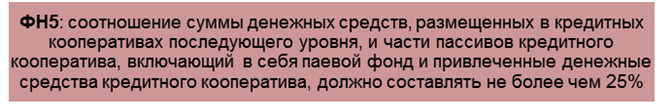 ФН5: соотношение суммы денежных средств, размещенных в кредитных
кооперативах последующего уровня, и части пассивов кредитного
кооператива, включающий в себя паевой фонд и привлеченные денежные
средства кредитного кооператива, должно составлять не более чем 25%